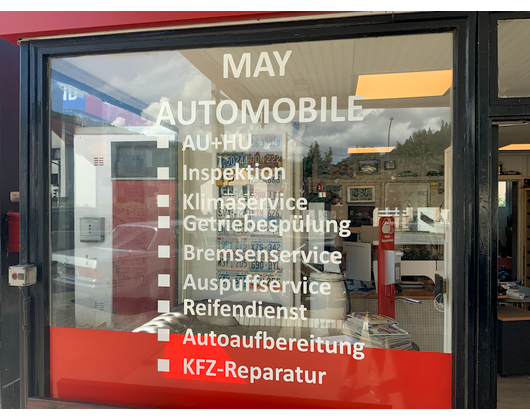 MAY
AUTOMOBILE
AU+HU
Inspektion
Klimaservice
Getriebespülung
Bremsenservice
Auspuffservice
Reifendienst
Autoaufbereitung
KFZ-Reparatur